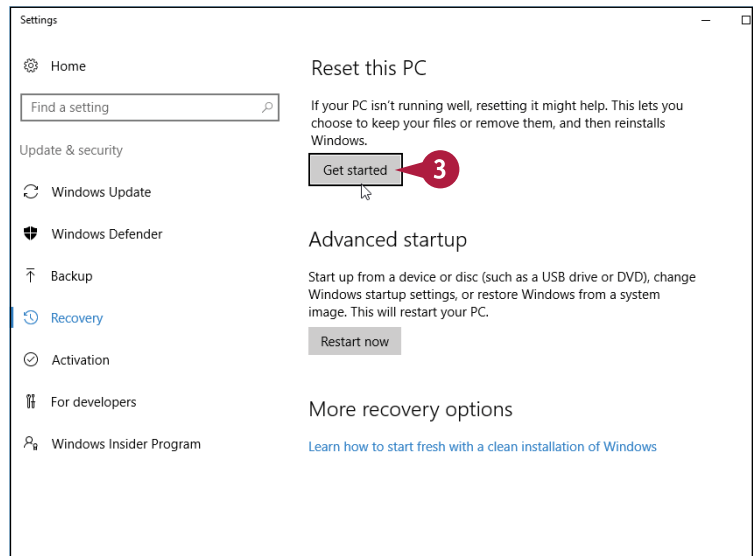 Settings
Home
Find a setting
Update & security
Windows Update
Windows Defender
Backup
Recovery
Activation
For developers
Windows Insider Program
Reset this PC
If your PC isn't running well, resetting it might help. This lets you
choose to keep your files or remove them, and then reinstalls
Windows.
Get started
3
Advanced startup
Start up from a device or disc (such as a USB drive or DVD), change
Windows startup settings, or restore Windows from a system
image. This will restart your PC.
Restart now
More recovery options
Learn how to start fresh with a clean installation of Windows